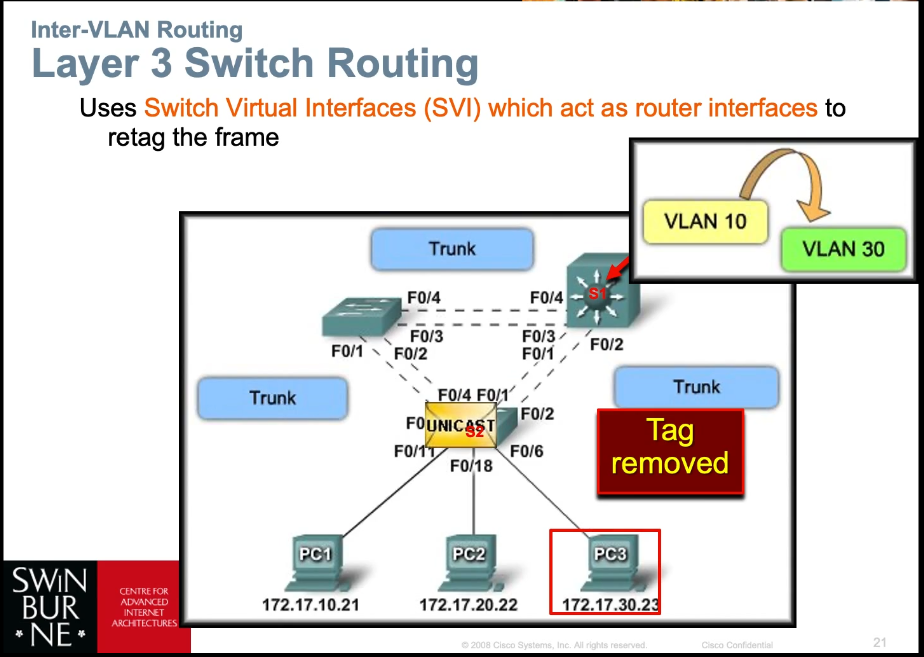 Inter-VLAN Routing
Layer 3 Switch Routing
Uses Switch Virtual Interfaces (SVI) which act as router interfaces to
retag the frame
VLAN 10
VLAN 30
Trunk
F0/4
F0/4
S1
F0/3
F0/3
F0/1
F0/2
F0/1
F0/2
Trunk
Trunk
F0/4 F0/1
F0/2
F0
UNICAST
S2
F0/11
F0/6
F0/18
Tag
removed
PC1
PC2
PC3
172.17.10.21
172.17.20.22
172.17.30.23
SWIN
BUR
* NE *
CENTRE FOR
ADVANCED
INTERNET
ARCHITECTURES
© 2008 Cisco Systems, Inc. All rights reserved.
Cisco Confidential
21